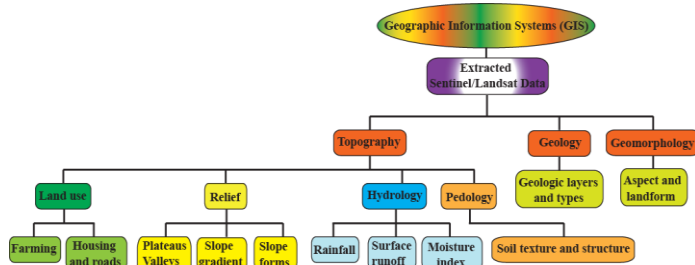 Geographic Information Systems (GIS)
Extracted
Sentinel/Landsat Data
Topography
Geology
Geomorphology
Geologic layers
and types
Aspect and
landform
Land use
Relief
Hydrology
Pedology
Farming
Housing
and roads
Plateaus
Valleys
Slope
gradient
Slope
forms
Rainfall
Surface
runoff
Moisture
index
Soil texture and structure